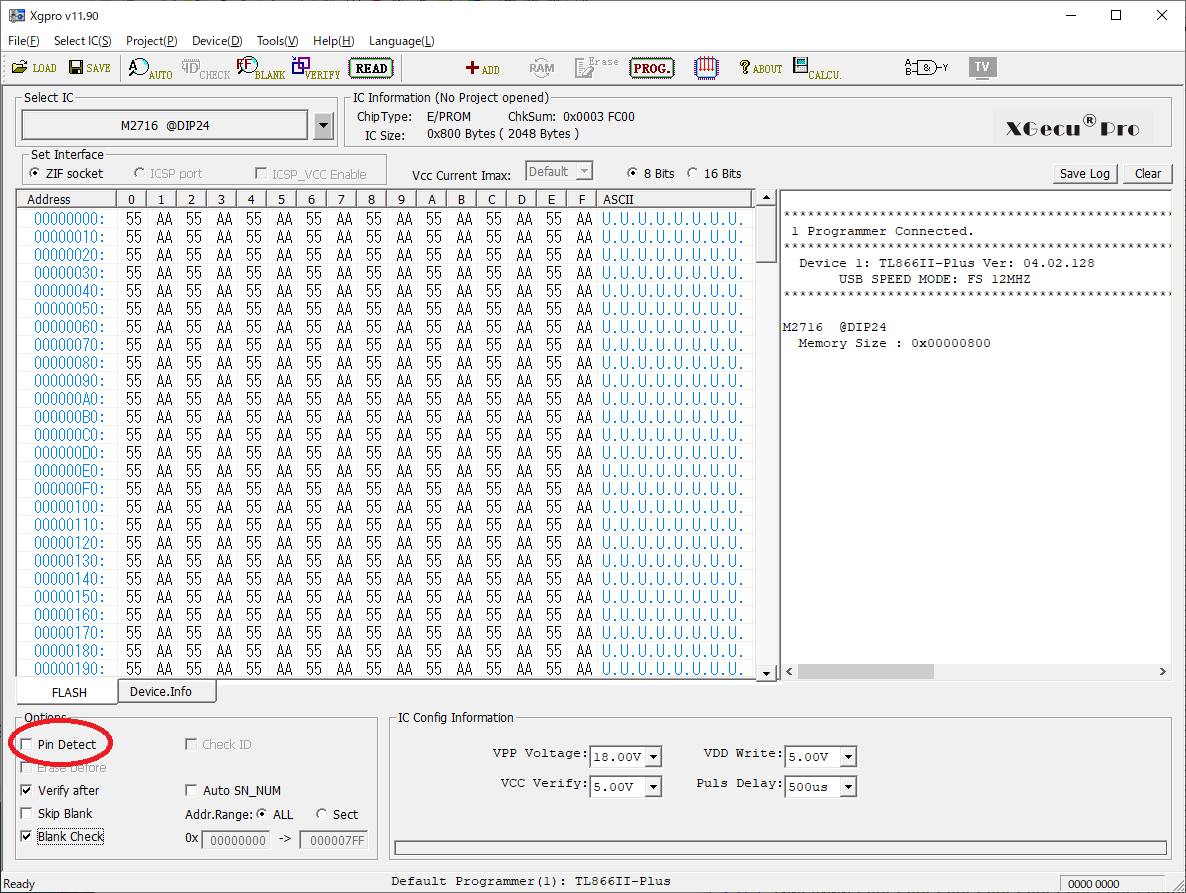 Xgpro v11.90
File(F) Select IC(S) Project(P) Device(D) Tools(V) Help(H) Language(L)
LOAD SAVE AUTO CHECK BLANK VERIFY READ ADD RAM Erase PROG. ABOUT CALCU. A B & Y TV
Select IC
M2716 @DIP24
IC Information (No Project opened)
ChipType: E/PROM ChkSum: 0x0003 FC00
IC Size: 0x800 Bytes ( 2048 Bytes )
XGecu® Pro
Set Interface
ZIF socket ICSP port ICSP_VCC Enable
Vcc Current Imax: Default 8 Bits 16 Bits
Save Log Clear
Address 0 1 2 3 4 5 6 7 8 9 A B C D E F ASCII
00000000: 55 AA 55 AA 55 AA 55 AA 55 AA 55 AA 55 AA 55 AA U.U.U.U.U.U.U.U.
00000010: 55 AA 55 AA 55 AA 55 AA 55 AA 55 AA 55 AA 55 AA U.U.U.U.U.U.U.U.
00000020: 55 AA 55 AA 55 AA 55 AA 55 AA 55 AA 55 AA 55 AA U.U.U.U.U.U.U.U.
00000030: 55 AA 55 AA 55 AA 55 AA 55 AA 55 AA 55 AA 55 AA U.U.U.U.U.U.U.U.
00000040: 55 AA 55 AA 55 AA 55 AA 55 AA 55 AA 55 AA 55 AA U.U.U.U.U.U.U.U.
00000050: 55 AA 55 AA 55 AA 55 AA 55 AA 55 AA 55 AA 55 AA U.U.U.U.U.U.U.U.
00000060: 55 AA 55 AA 55 AA 55 AA 55 AA 55 AA 55 AA 55 AA U.U.U.U.U.U.U.U.
00000070: 55 AA 55 AA 55 AA 55 AA 55 AA 55 AA 55 AA 55 AA U.U.U.U.U.U.U.U.
00000080: 55 AA 55 AA 55 AA 55 AA 55 AA 55 AA 55 AA 55 AA U.U.U.U.U.U.U.U.
00000090: 55 AA 55 AA 55 AA 55 AA 55 AA 55 AA 55 AA 55 AA U.U.U.U.U.U.U.U.
000000A0: 55 AA 55 AA 55 AA 55 AA 55 AA 55 AA 55 AA 55 AA U.U.U.U.U.U.U.U.
000000B0: 55 AA 55 AA 55 AA 55 AA 55 AA 55 AA 55 AA 55 AA U.U.U.U.U.U.U.U.
000000C0: 55 AA 55 AA 55 AA 55 AA 55 AA 55 AA 55 AA 55 AA U.U.U.U.U.U.U.U.
000000D0: 55 AA 55 AA 55 AA 55 AA 55 AA 55 AA 55 AA 55 AA U.U.U.U.U.U.U.U.
000000E0: 55 AA 55 AA 55 AA 55 AA 55 AA 55 AA 55 AA 55 AA U.U.U.U.U.U.U.U.
000000F0: 55 AA 55 AA 55 AA 55 AA 55 AA 55 AA 55 AA 55 AA U.U.U.U.U.U.U.U.
00000100: 55 AA 55 AA 55 AA 55 AA 55 AA 55 AA 55 AA 55 AA U.U.U.U.U.U.U.U.
00000110: 55 AA 55 AA 55 AA 55 AA 55 AA 55 AA 55 AA 55 AA U.U.U.U.U.U.U.U.
00000120: 55 AA 55 AA 55 AA 55 AA 55 AA 55 AA 55 AA 55 AA U.U.U.U.U.U.U.U.
00000130: 55 AA 55 AA 55 AA 55 AA 55 AA 55 AA 55 AA 55 AA U.U.U.U.U.U.U.U.
00000140: 55 AA 55 AA 55 AA 55 AA 55 AA 55 AA 55 AA 55 AA U.U.U.U.U.U.U.U.
00000150: 55 AA 55 AA 55 AA 55 AA 55 AA 55 AA 55 AA 55 AA U.U.U.U.U.U.U.U.
00000160: 55 AA 55 AA 55 AA 55 AA 55 AA 55 AA 55 AA 55 AA U.U.U.U.U.U.U.U.
00000170: 55 AA 55 AA 55 AA 55 AA 55 AA 55 AA 55 AA 55 AA U.U.U.U.U.U.U.U.
00000180: 55 AA 55 AA 55 AA 55 AA 55 AA 55 AA 55 AA 55 AA U.U.U.U.U.U.U.U.
00000190: 55 AA 55 AA 55 AA 55 AA 55 AA 55 AA 55 AA 55 AA U.U.U.U.U.U.U.U.
*************************************************
1 Programmer Connected.
*************************************************
Device 1: TL866II-Plus Ver: 04.02.128
USB SPEED MODE: FS 12MHZ
*************************************************
M2716 @DIP24
Memory Size : 0x00000800
FLASH Device.Info
Options
Pin Detect Check ID
Erase Before
Verify after Auto SN_NUM
Skip Blank Addr.Range: ALL Sect
Blank Check 0x 00000000 -> 000007FF
IC Config Information
VPP Voltage: 18.00V VDD Write: 5.00V
VCC Verify: 5.00V Puls Delay: 500us
Ready Default Programmer(1): TL866II-Plus 0000 0000